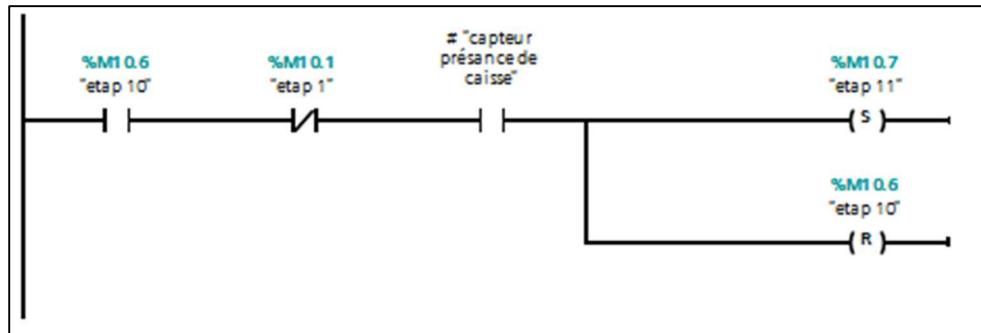 %M10.6
"etap 10"
%M10.1
"etap 1"
# "capteur
présance de
caisse"
%M10.7
"etap 11"
S
%M10.6
"etap 10"
R